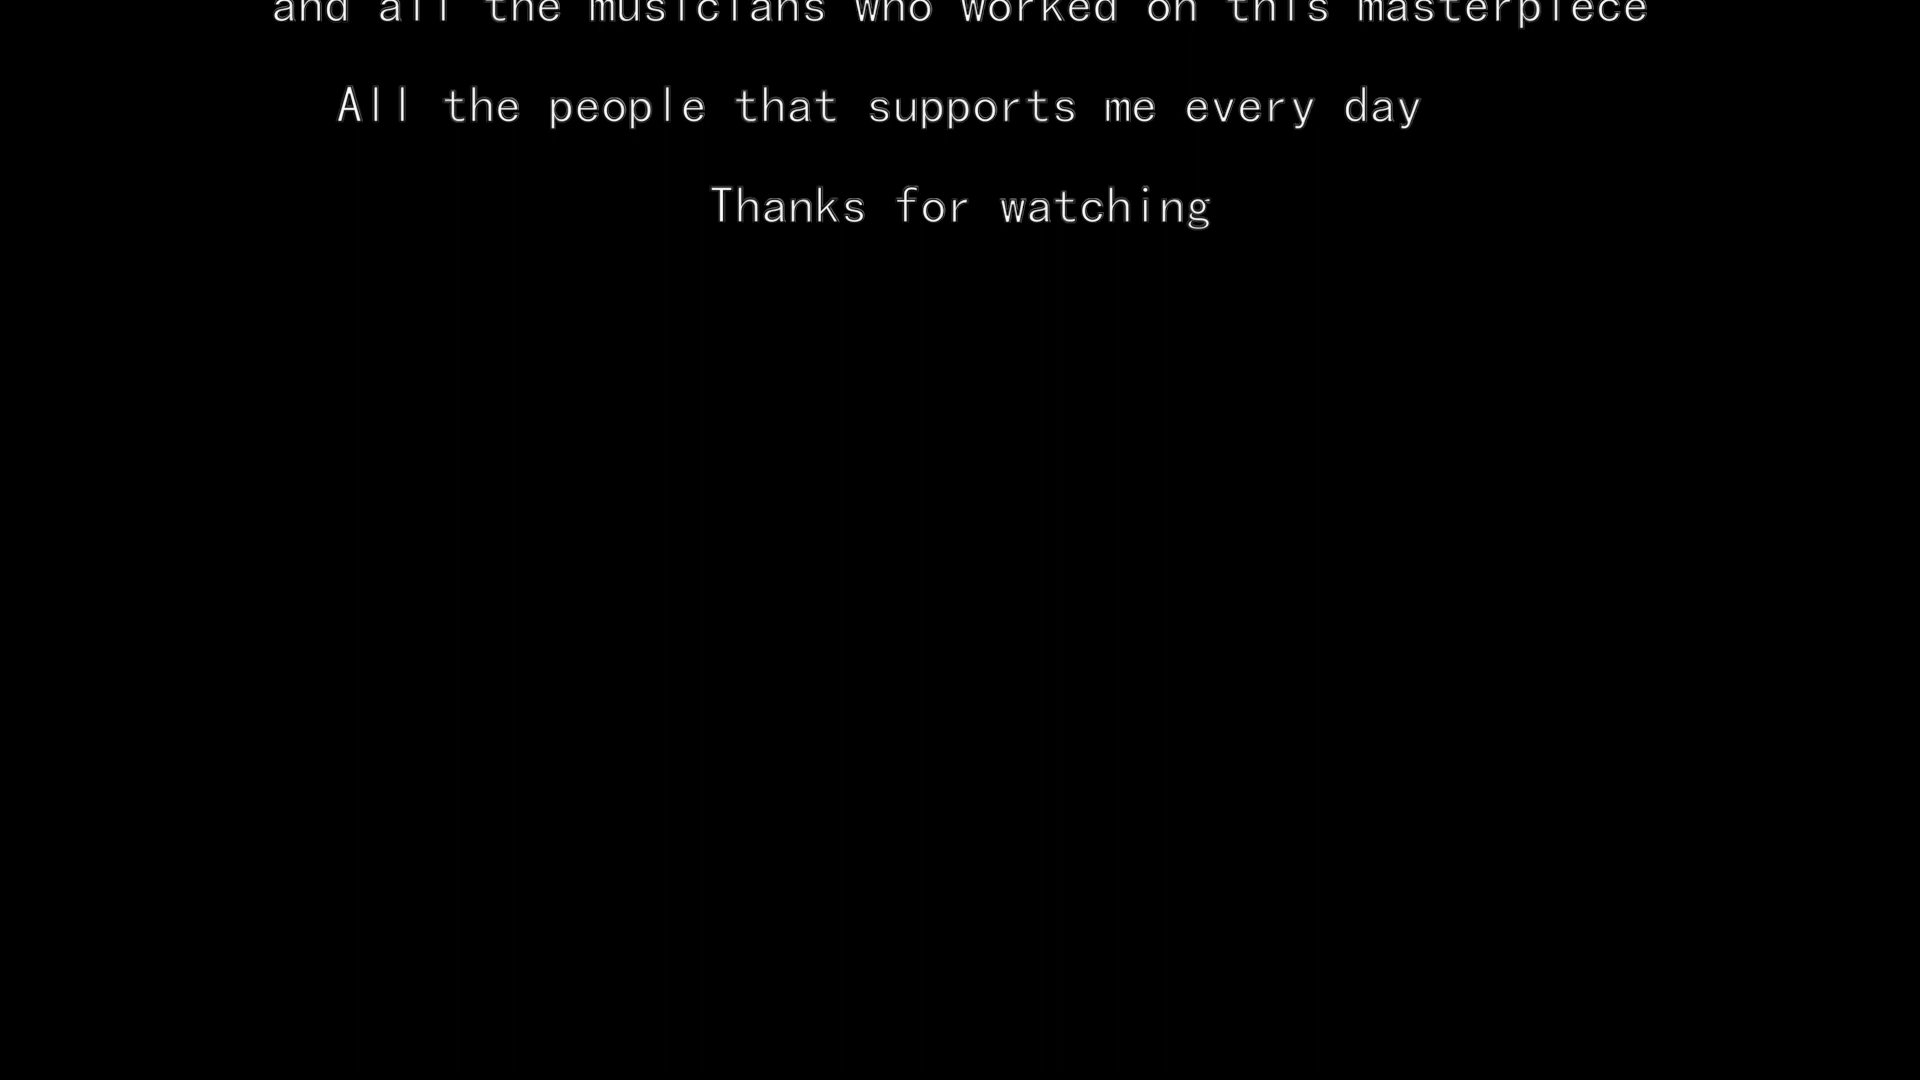 and all the musicians who worked on this masterpiece
All the people that supports me every day
Thanks for watching